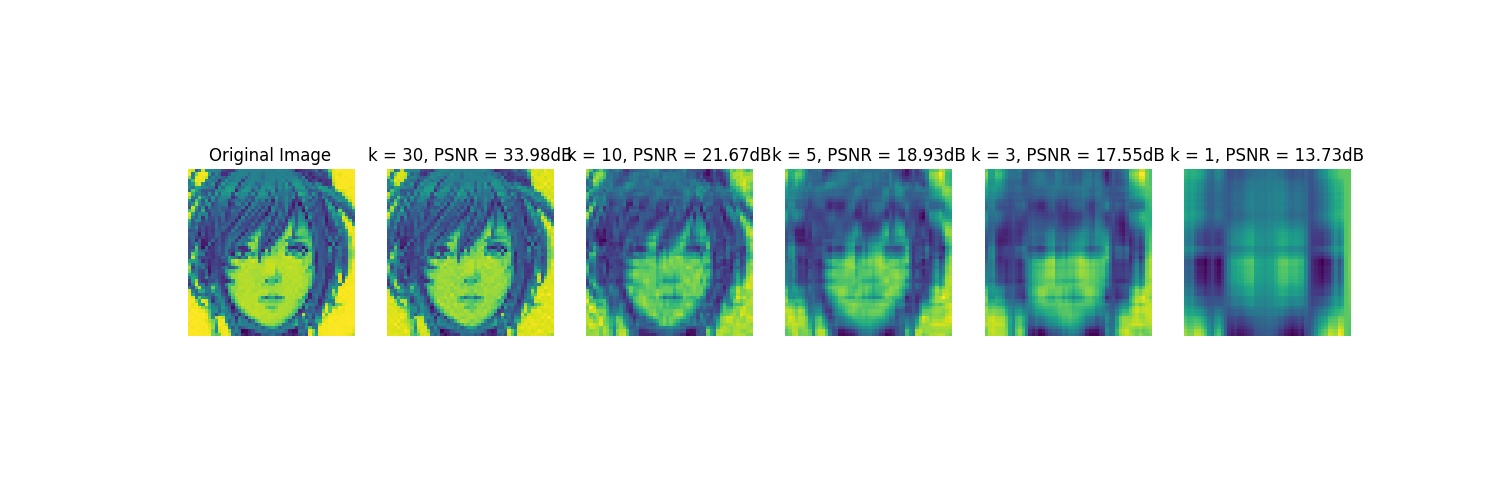 Original Image
k = 30, PSNR = 33.98dB
k = 10, PSNR = 21.67dB
k = 5, PSNR = 18.93dB
k = 3, PSNR = 17.55dB
k = 1, PSNR = 13.73dB